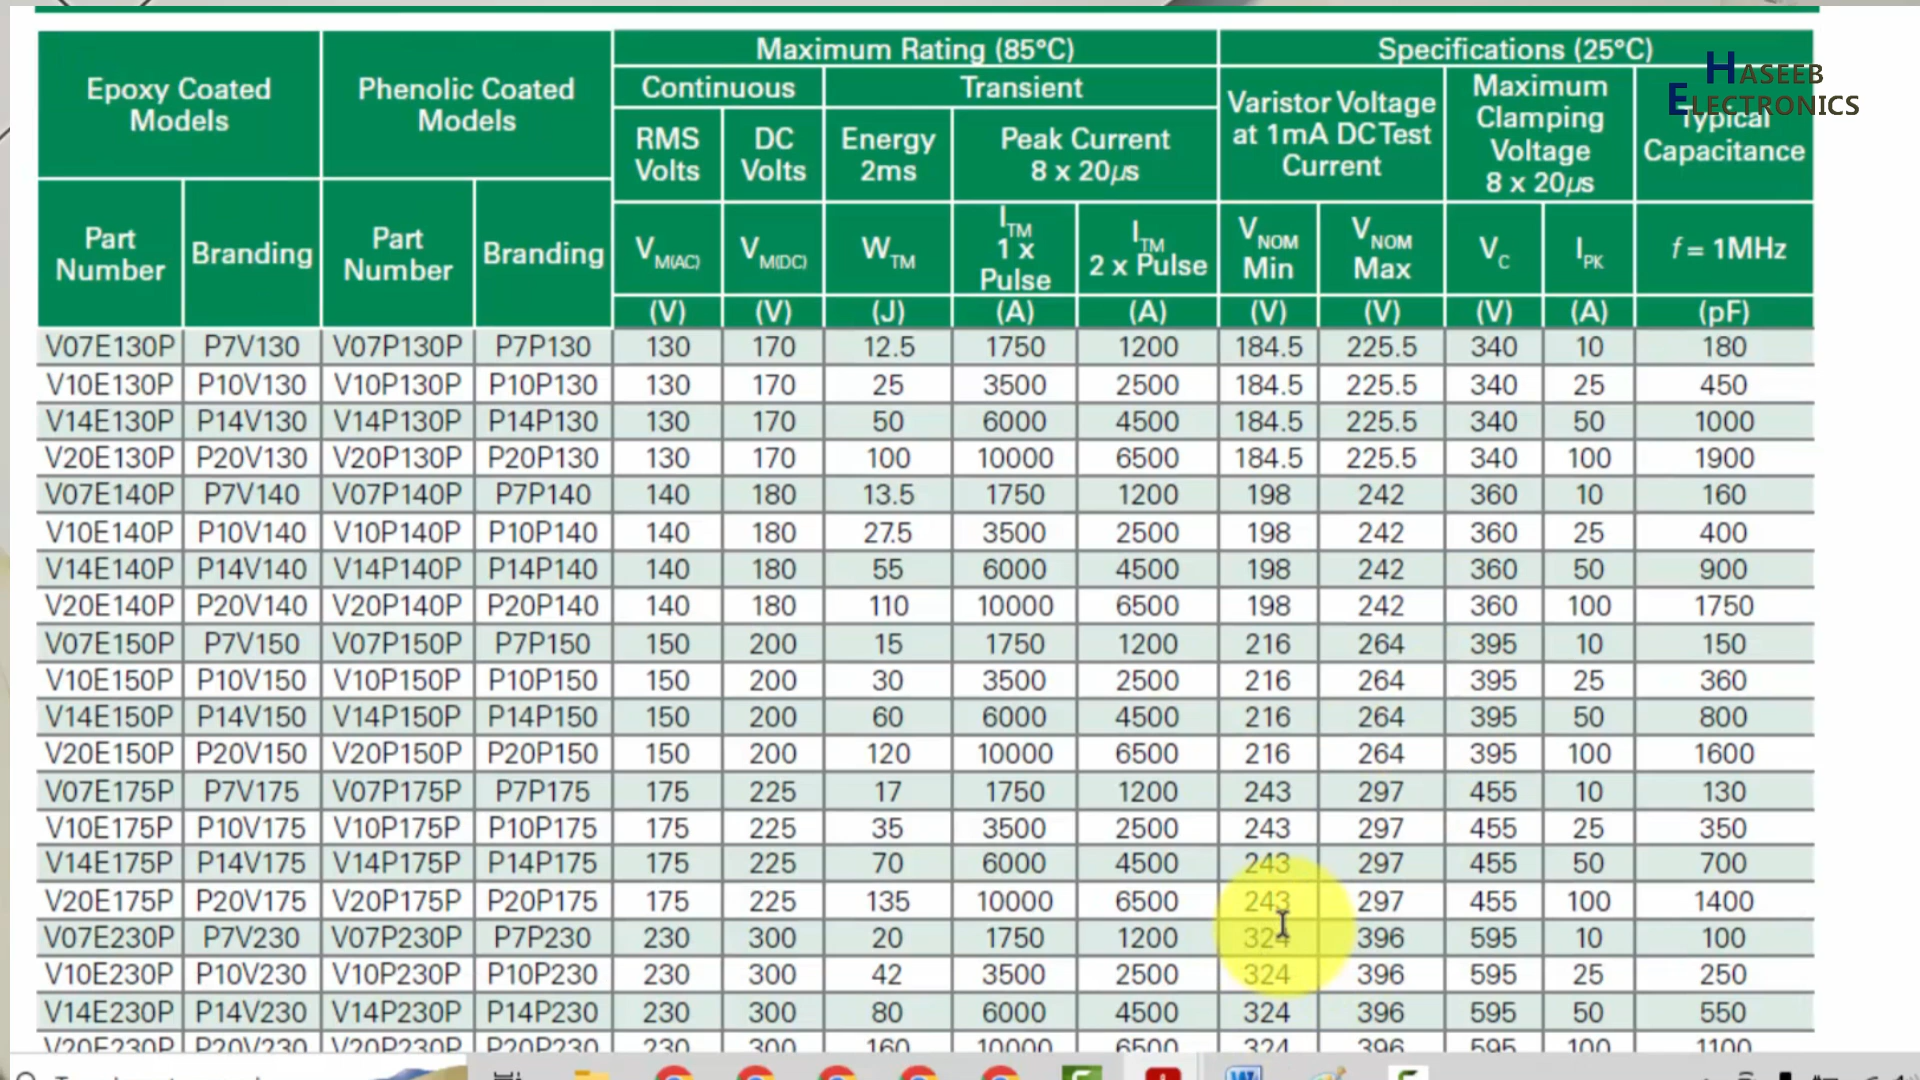 HASEEB
ELECTRONICS
Maximum Rating (85°C) Specifications (25°C)
Epoxy Coated Models Phenolic Coated Models Continuous Transient Varistor Voltage at 1mA DC Test Current Maximum Clamping Voltage 8 x 20µs Typical Capacitance
RMS Volts DC Volts Energy 2ms Peak Current 8 x 20µs
Part Number Branding Part Number Branding VM(AC) VM(DC) WTM ITM 1 x Pulse ITM 2 x Pulse VNOM Min VNOM Max VC IPK f = 1MHz
(V) (V) (J) (A) (A) (V) (V) (V) (A) (pF)
V07E130P P7V130 V07P130P P7P130 130 170 12.5 1750 1200 184.5 225.5 340 10 180
V10E130P P10V130 V10P130P P10P130 130 170 25 3500 2500 184.5 225.5 340 25 450
V14E130P P14V130 V14P130P P14P130 130 170 50 6000 4500 184.5 225.5 340 50 1000
V20E130P P20V130 V20P130P P20P130 130 170 100 10000 6500 184.5 225.5 340 100 1900
V07E140P P7V140 V07P140P P7P140 140 180 13.5 1750 1200 198 242 360 10 160
V10E140P P10V140 V10P140P P10P140 140 180 27.5 3500 2500 198 242 360 25 400
V14E140P P14V140 V14P140P P14P140 140 180 55 6000 4500 198 242 360 50 900
V20E140P P20V140 V20P140P P20P140 140 180 110 10000 6500 198 242 360 100 1750
V07E150P P7V150 V07P150P P7P150 150 200 15 1750 1200 216 264 395 10 150
V10E150P P10V150 V10P150P P10P150 150 200 30 3500 2500 216 264 395 25 360
V14E150P P14V150 V14P150P P14P150 150 200 60 6000 4500 216 264 395 50 800
V20E150P P20V150 V20P150P P20P150 150 200 120 10000 6500 216 264 395 100 1600
V07E175P P7V175 V07P175P P7P175 175 225 17 1750 1200 243 297 455 10 130
V10E175P P10V175 V10P175P P10P175 175 225 35 3500 2500 243 297 455 25 350
V14E175P P14V175 V14P175P P14P175 175 225 70 6000 4500 243 297 455 50 700
V20E175P P20V175 V20P175P P20P175 175 225 135 10000 6500 243 297 455 100 1400
V07E230P P7V230 V07P230P P7P230 230 300 20 1750 1200 324 396 595 10 100
V10E230P P10V230 V10P230P P10P230 230 300 42 3500 2500 324 396 595 25 250
V14E230P P14V230 V14P230P P14P230 230 300 80 6000 4500 324 396 595 50 550
V20E230P P20V230 V20P230P P20P230 230 300 160 10000 6500 324 396 595 100 1100